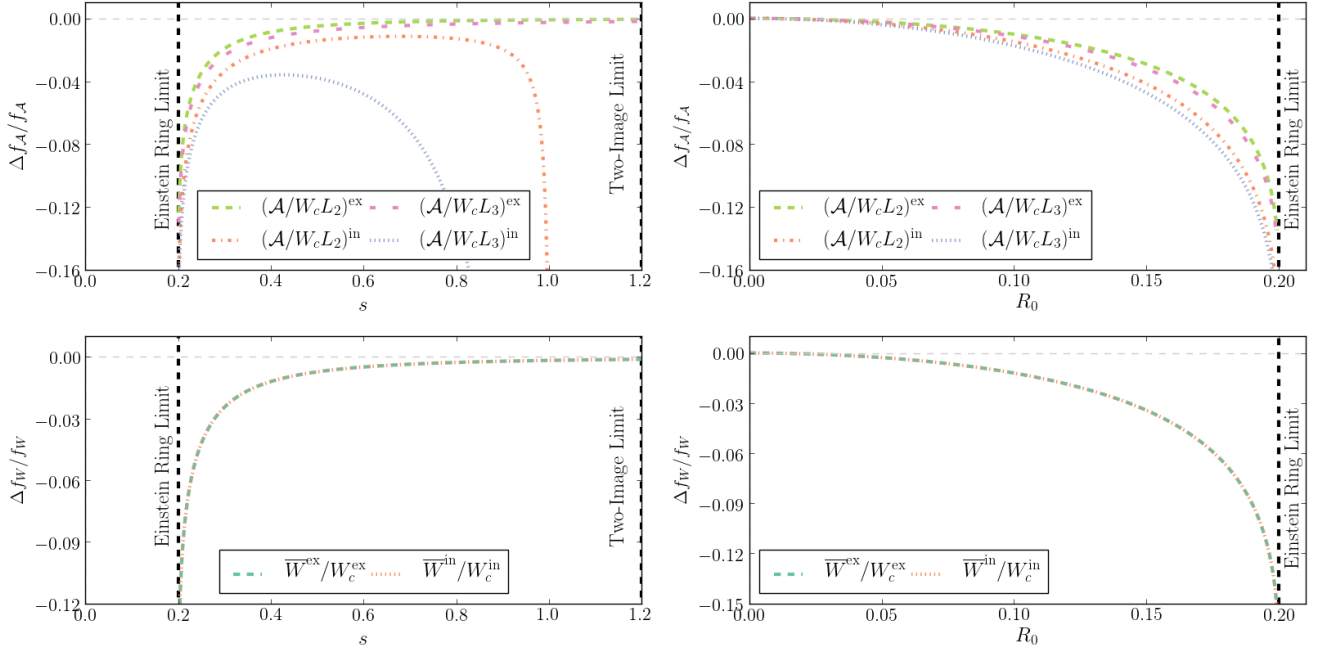 0.00
−0.04
−0.08
−0.12
−0.16
Δf_𝒜/f_𝒜
Einstein Ring Limit
Two-Image Limit
(𝒜/W_cL_2)^ex (𝒜/W_cL_3)^ex
(𝒜/W_cL_2)^in (𝒜/W_cL_3)^in
0.0 0.2 0.4 0.6 0.8 1.0 1.2
s
0.00
−0.04
−0.08
−0.12
−0.16
Δf_𝒜/f_𝒜
Einstein Ring Limit
(𝒜/W_cL_2)^ex (𝒜/W_cL_3)^ex
(𝒜/W_cL_2)^in (𝒜/W_cL_3)^in
0.00 0.05 0.10 0.15 0.20
R_0
0.00
−0.03
−0.06
−0.09
−0.12
Δf_W/f_W
Einstein Ring Limit
Two-Image Limit
W̅^ex/W_c^ex W̅^in/W_c^in
0.0 0.2 0.4 0.6 0.8 1.0 1.2
s
0.00
−0.03
−0.06
−0.09
−0.12
−0.15
Δf_W/f_W
Einstein Ring Limit
W̅^ex/W_c^ex W̅^in/W_c^in
0.00 0.05 0.10 0.15 0.20
R_0